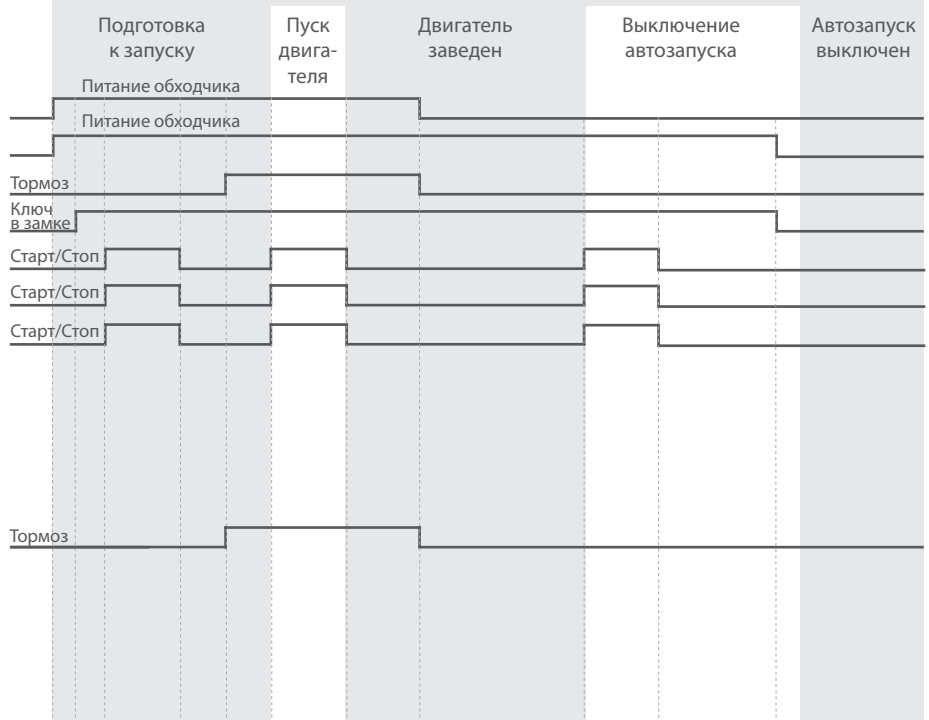 Подготовка
к запуску
Пуск
двига-
теля
Двигатель
заведен
Выключение
автозапуска
Автозапуск
выключен
Питание обходчика
Питание обходчика
Тормоз
Ключ
в замке
Старт/Стоп
Старт/Стоп
Старт/Стоп
Тормоз